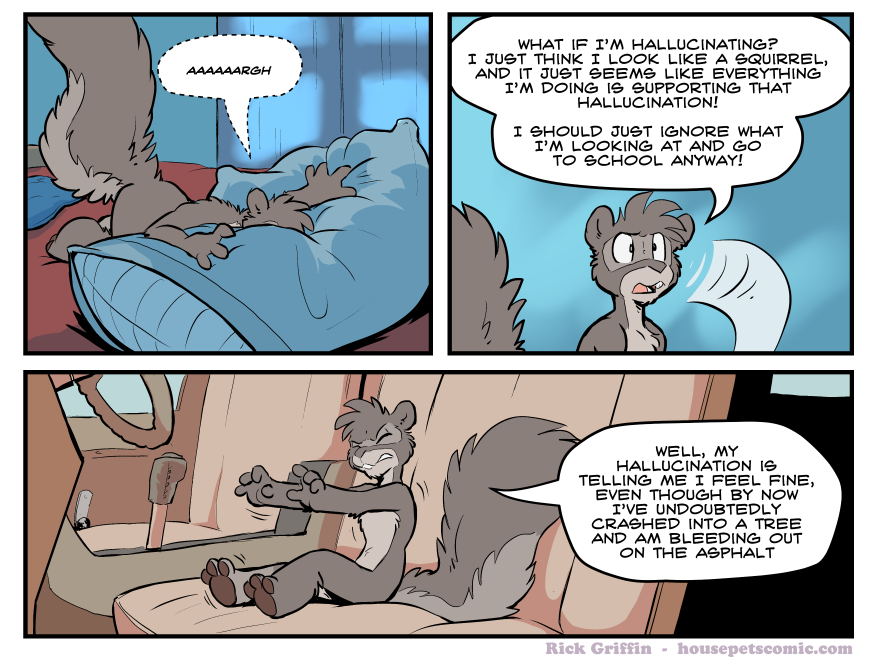 AAAAAARGH
WHAT IF I'M HALLUCINATING?
I JUST THINK I LOOK LIKE A SQUIRREL,
AND IT JUST SEEMS LIKE EVERYTHING
I'M DOING IS SUPPORTING THAT
HALLUCINATION!
I SHOULD JUST IGNORE WHAT
I'M LOOKING AT AND GO
TO SCHOOL ANYWAY!
WELL, MY
HALLUCINATION IS
TELLING ME I FEEL FINE,
EVEN THOUGH BY NOW
I'VE UNDOUBTEDLY
CRASHED INTO A TREE
AND AM BLEEDING OUT
ON THE ASPHALT
Rick Griffin - housepetscomic.com